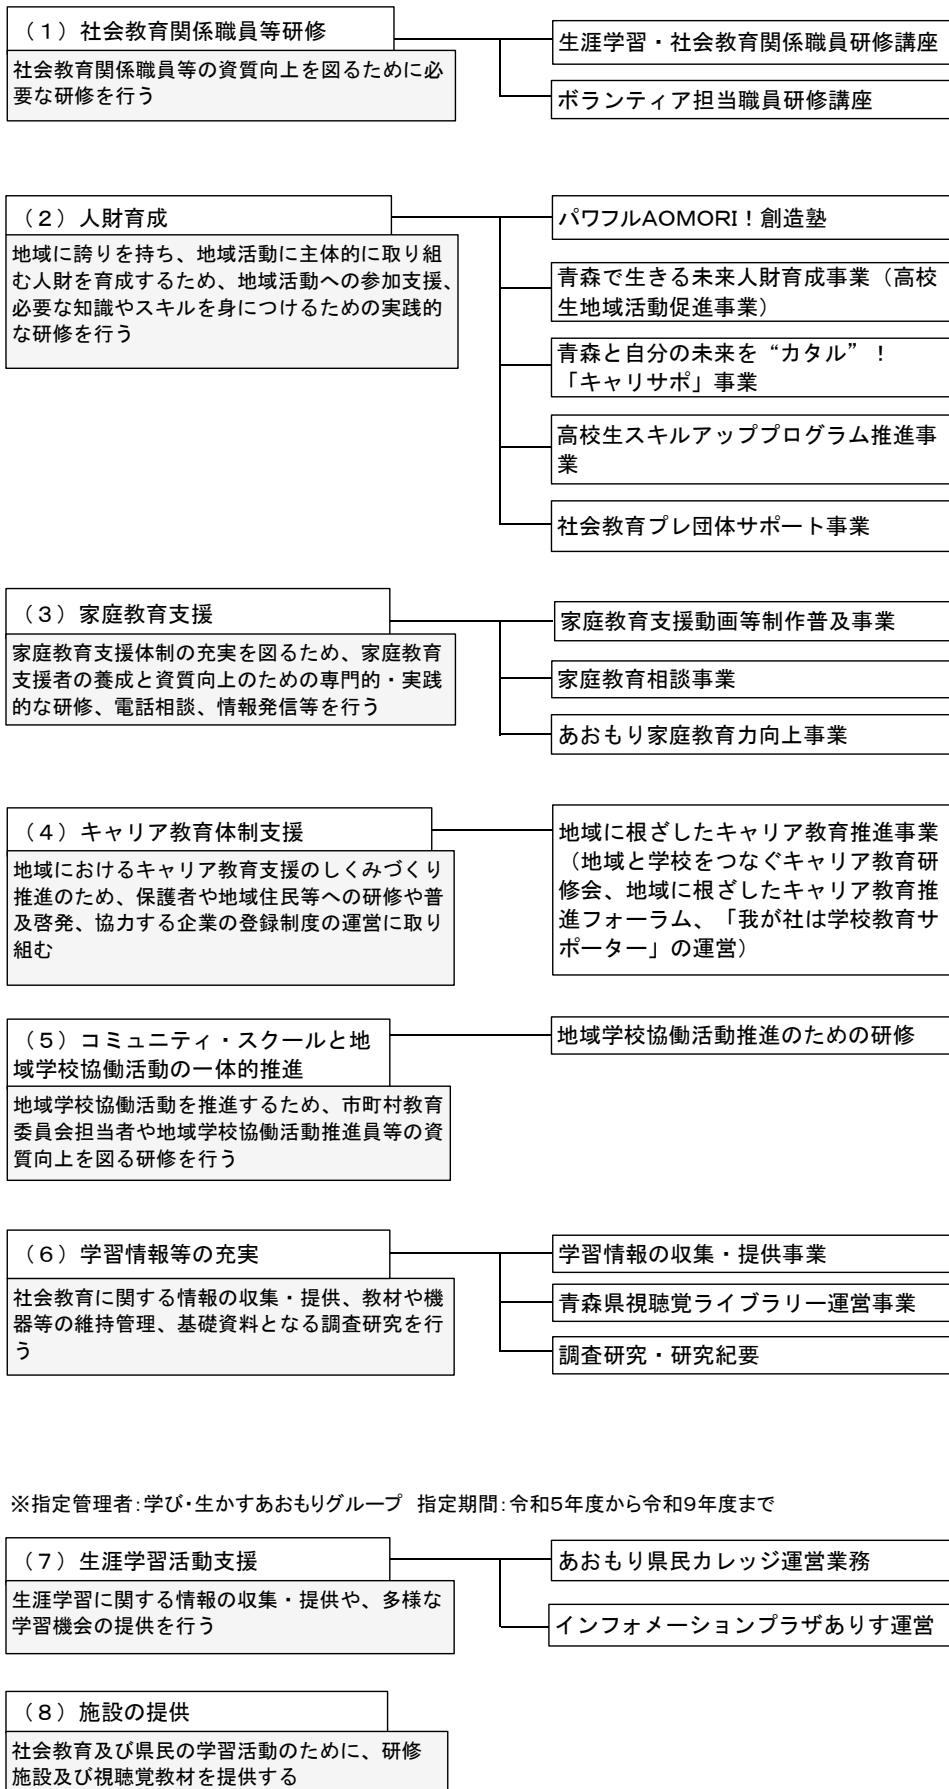 （１）社会教育関係職員等研修
社会教育関係職員等の資質向上を図るために必
要な研修を行う
生涯学習・社会教育関係職員研修講座
ボランティア担当職員研修講座
（２）人財育成
地域に誇りを持ち、地域活動に主体的に取り組
む人財を育成するため、地域活動への参加支援、
必要な知識やスキルを身につけるための実践的
な研修を行う
パワフルAOMORI！創造塾
青森で生きる未来人財育成事業（高校
生地域活動促進事業）
青森と自分の未来を“カタル”！
「キャリサポ」事業
高校生スキルアッププログラム推進事
業
社会教育プレ団体サポート事業
（３）家庭教育支援
家庭教育支援体制の充実を図るため、家庭教育
支援者の養成と資質向上のための専門的・実践
的な研修、電話相談、情報発信等を行う
家庭教育支援動画等制作普及事業
家庭教育相談事業
あおもり家庭教育力向上事業
（４）キャリア教育体制支援
地域におけるキャリア教育支援のしくみづくり
推進のため、保護者や地域住民等への研修や普
及啓発、協力する企業の登録制度の運営に取り
組む
地域に根ざしたキャリア教育推進事業
（地域と学校をつなぐキャリア教育研
修会、地域に根ざしたキャリア教育推
進フォーラム、「我が社は学校教育サ
ポーター」の運営）
（５）コミュニティ・スクールと地
域学校協働活動の一体的推進
地域学校協働活動を推進するため、市町村教育
委員会担当者や地域学校協働活動推進員等の資
質向上を図る研修を行う
地域学校協働活動推進のための研修
（６）学習情報等の充実
社会教育に関する情報の収集・提供、教材や機
器等の維持管理、基礎資料となる調査研究を行
う
学習情報の収集・提供事業
青森県視聴覚ライブラリー運営事業
調査研究・研究紀要
※指定管理者：学び・生かすあおもりグループ　指定期間：令和5年度から令和9年度まで
（７）生涯学習活動支援
生涯学習に関する情報の収集・提供や、多様な
学習機会の提供を行う
あおもり県民カレッジ運営業務
インフォメーションプラザありす運営
（８）施設の提供
社会教育及び県民の学習活動のために、研修
施設及び視聴覚教材を提供する